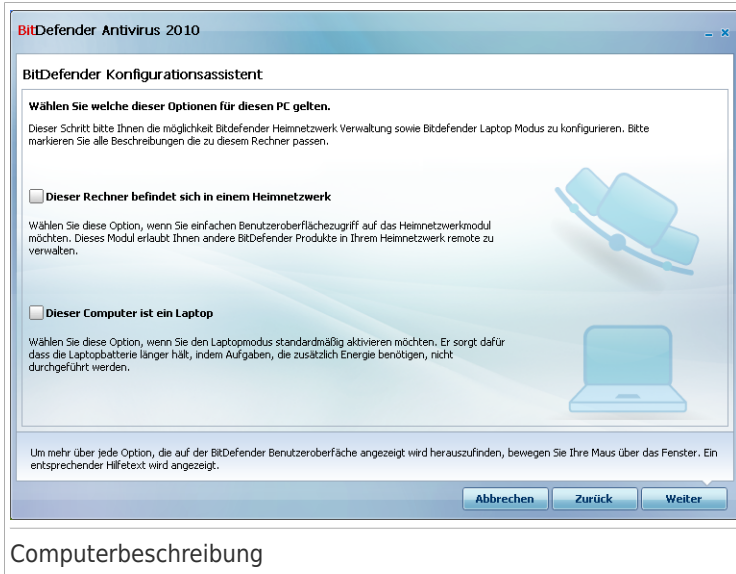 BitDefender Antivirus 2010
BitDefender Konfigurationsassistent
Wählen Sie welche dieser Optionen für diesen PC gelten.
Dieser Schritt bitte Ihnen die möglichkeit Bitdefender Heimnetzwerk Verwaltung sowie Bitdefender Laptop Modus zu konfigurieren. Bitte
markieren Sie alle Beschreibungen die zu diesem Rechner passen.
Dieser Rechner befindet sich in einem Heimnetzwerk
Wählen Sie diese Option, wenn Sie einfachen Benutzeroberflächezugriff auf das Heimnetzwerkmodul
möchten. Dieses Modul erlaubt Ihnen andere BitDefender Produkte in Ihrem Heimnetzwerk remote zu
verwalten.
Dieser Computer ist ein Laptop
Wählen Sie diese Option, wenn Sie den Laptopmodus standardmäßig aktivieren möchten. Er sorgt dafür
dass die Laptopbatterie länger hält, indem Aufgaben, die zusätzlich Energie benötigen, nicht
durchgeführt werden.
Um mehr über jede Option, die auf der BitDefender Benutzeroberfäche angezeigt wird herauszufinden, bewegen Sie Ihre Maus über das Fenster. Ein
entsprechender Hilfetext wird angezeigt.
Abbrechen Zurück Weiter
Computerbeschreibung